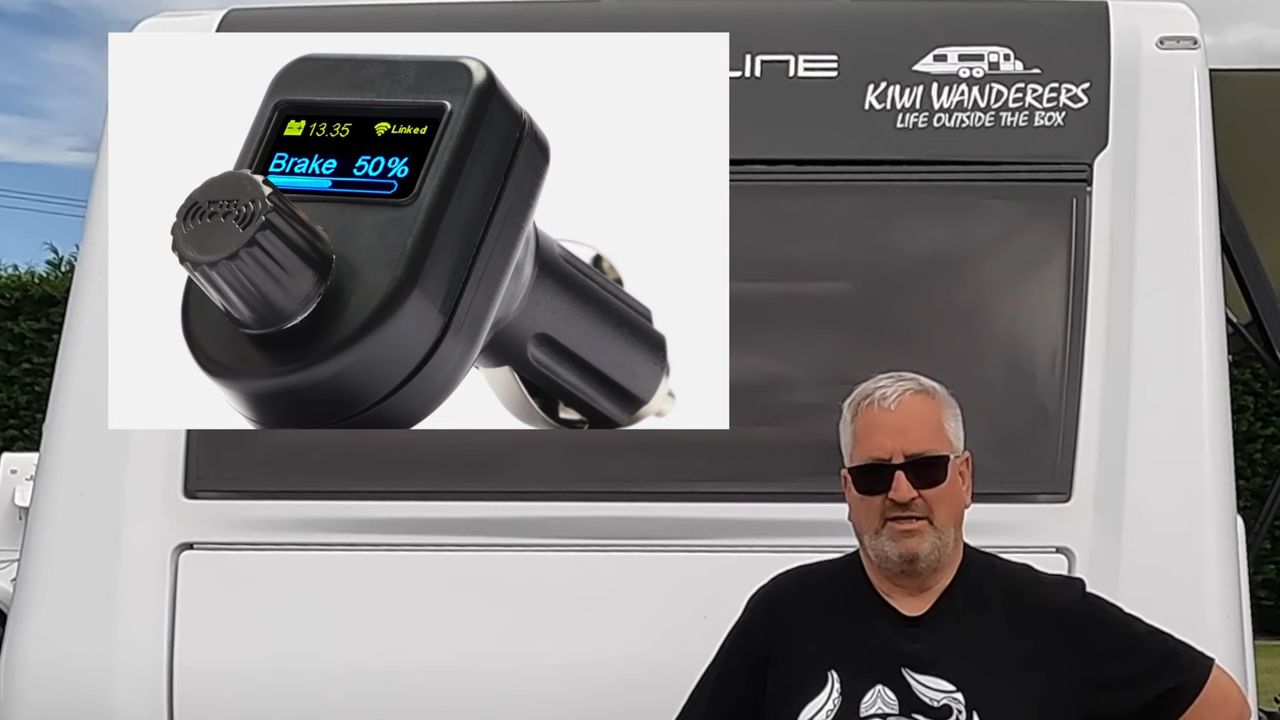 13.35 Linked
Brake 50%
LINE
KIWI WANDERERS
LIFE OUTSIDE THE BOX